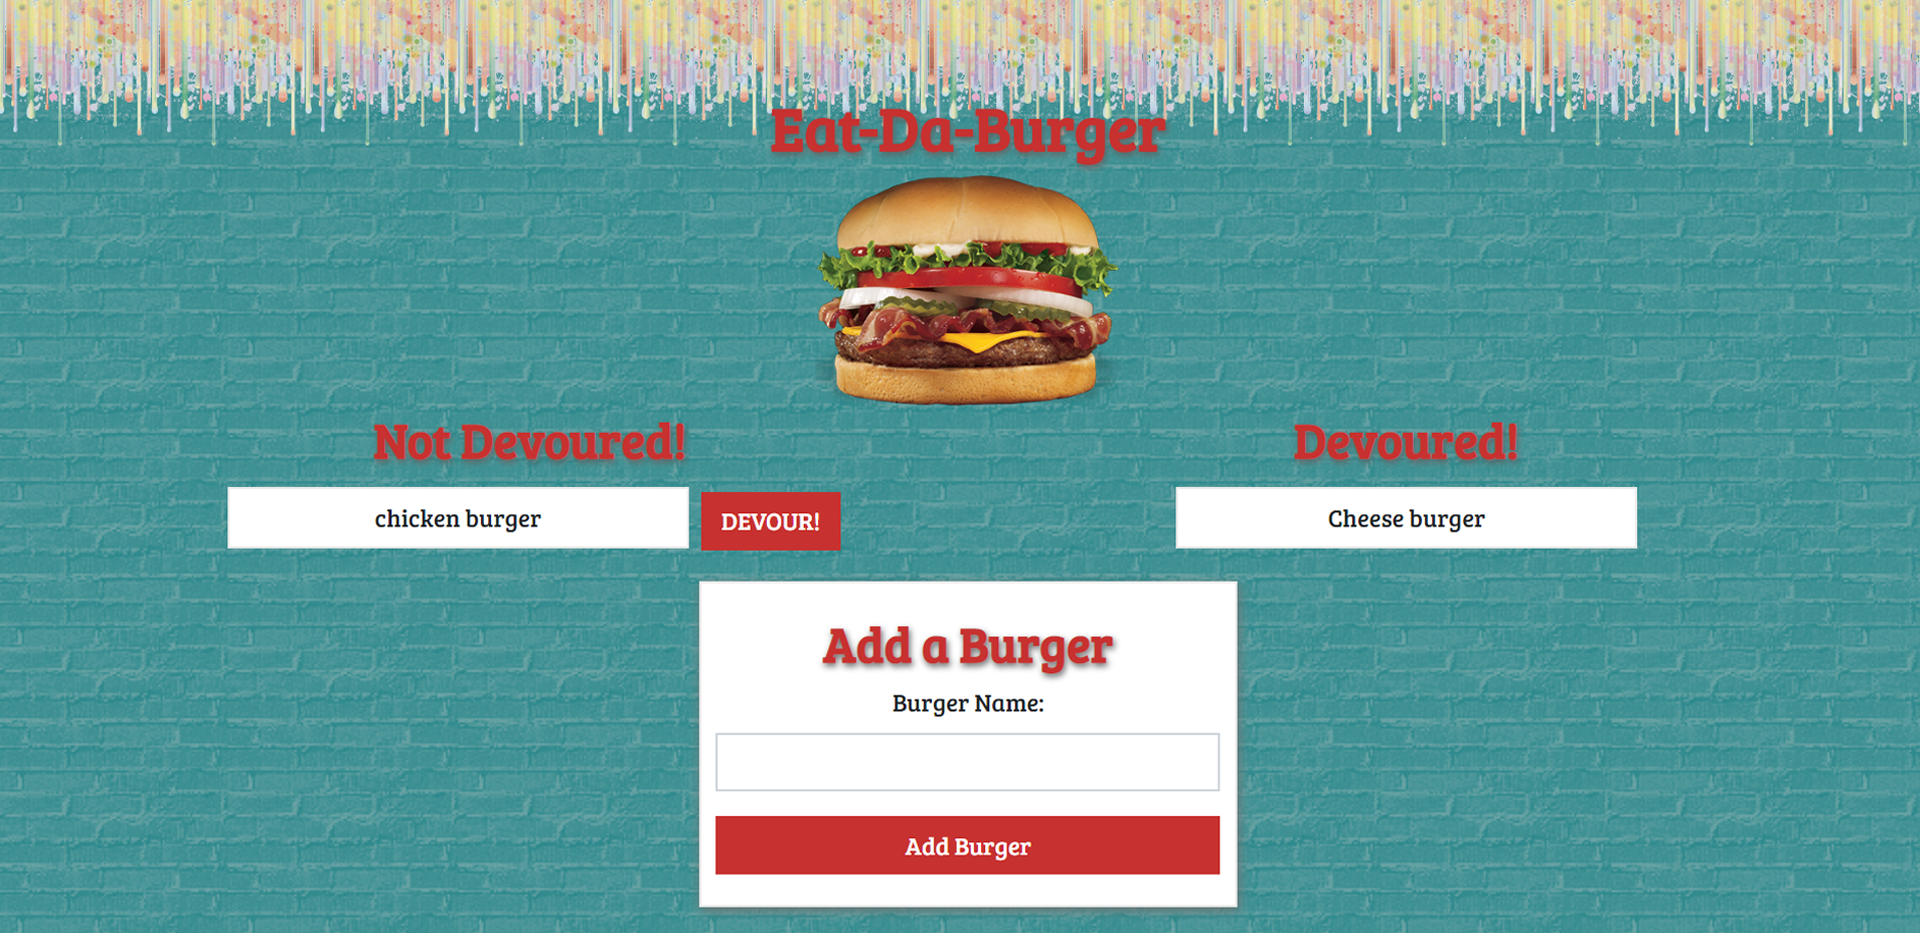 Eat-Da-Burger
Not Devoured!
Devoured!
chicken burger
DEVOUR!
Cheese burger
Add a Burger
Burger Name:
Add Burger